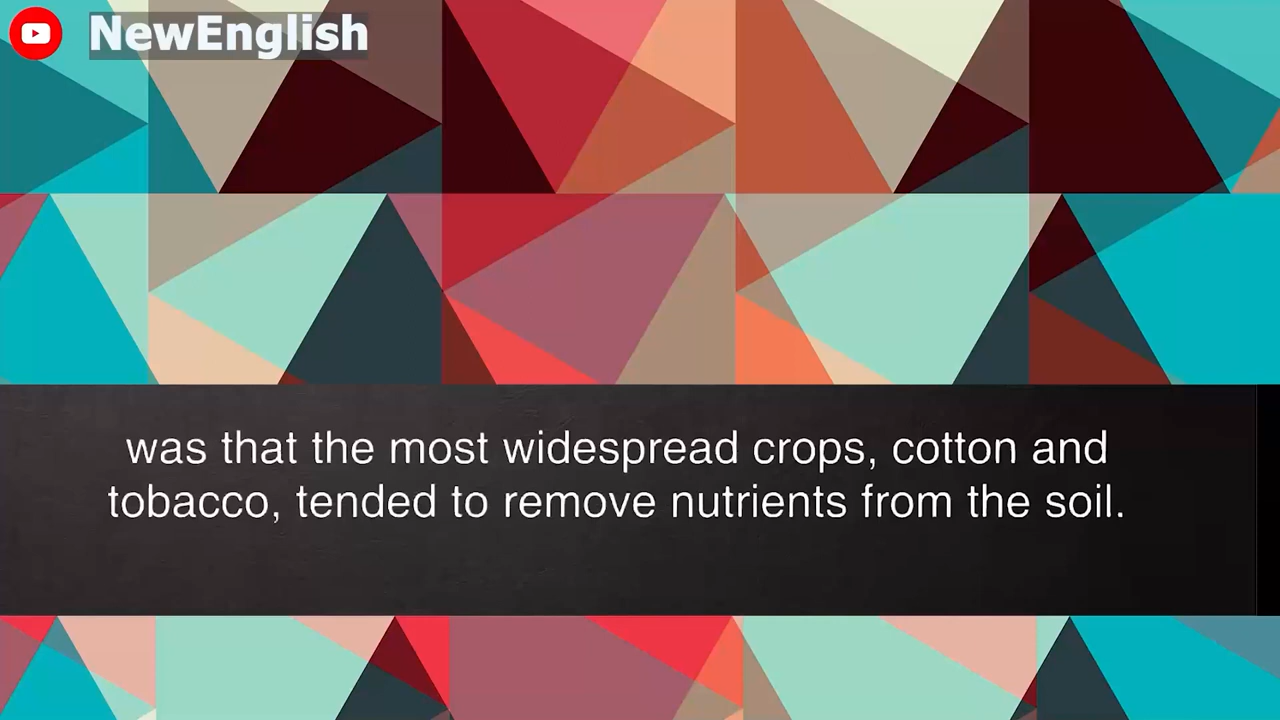 NewEnglish
was that the most widespread crops, cotton and
tobacco, tended to remove nutrients from the soil.